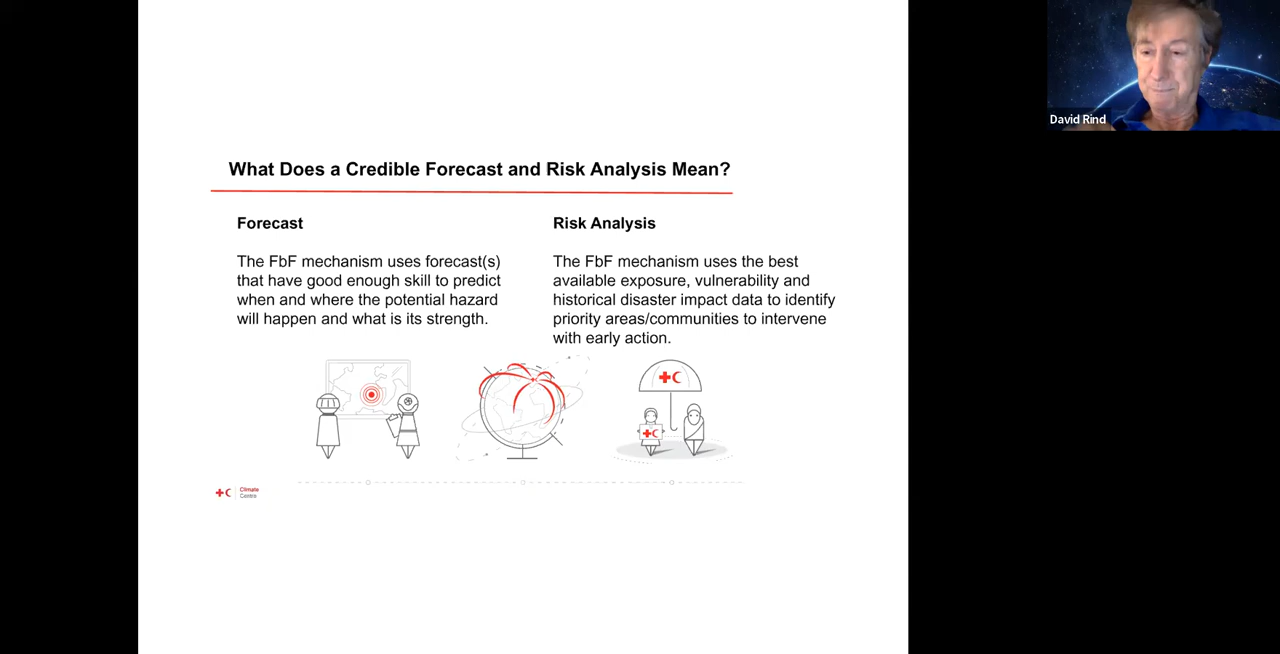 What Does a Credible Forecast and Risk Analysis Mean?
Forecast
The FbF mechanism uses forecast(s)
that have good enough skill to predict
when and where the potential hazard
will happen and what is its strength.
Risk Analysis
The FbF mechanism uses the best
available exposure, vulnerability and
historical disaster impact data to identify
priority areas/communities to intervene
with early action.
Climate
Centre
David Rind